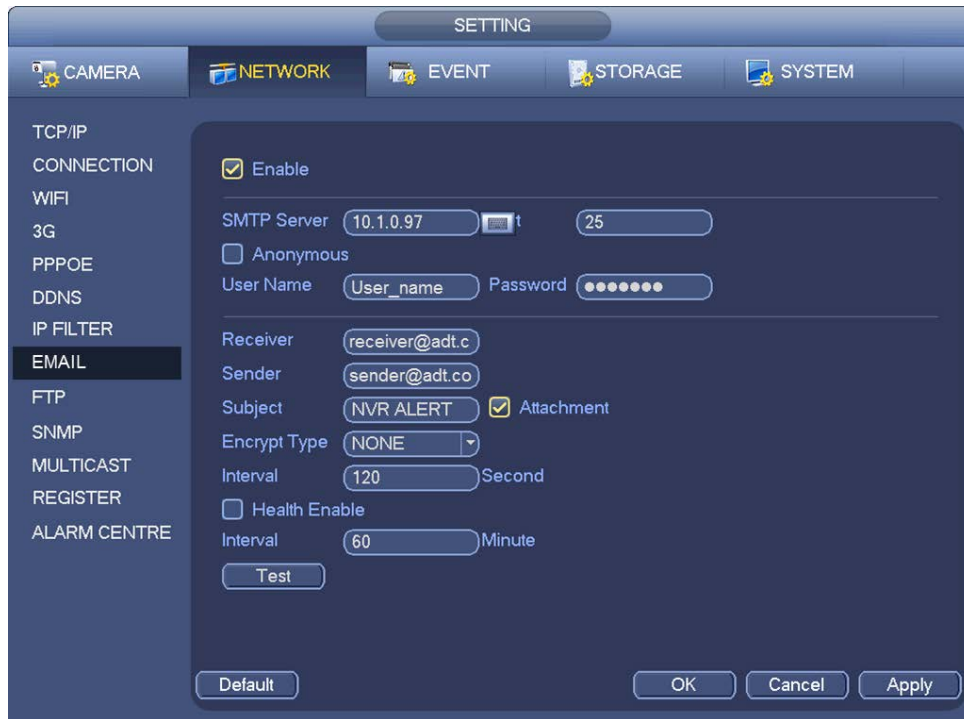 SETTING
CAMERA NETWORK EVENT STORAGE SYSTEM
TCP/IP
CONNECTION
WIFI
3G
PPPOE
DDNS
IP FILTER
EMAIL
FTP
SNMP
MULTICAST
REGISTER
ALARM CENTRE
Enable
SMTP Server 10.1.0.97 t 25
Anonymous
User Name User_name Password ●●●●●●●
Receiver receiver@adt.c
Sender sender@adt.co
Subject NVR ALERT Attachment
Encrypt Type NONE
Interval 120 Second
Health Enable
Interval 60 Minute
Test
Default OK Cancel Apply